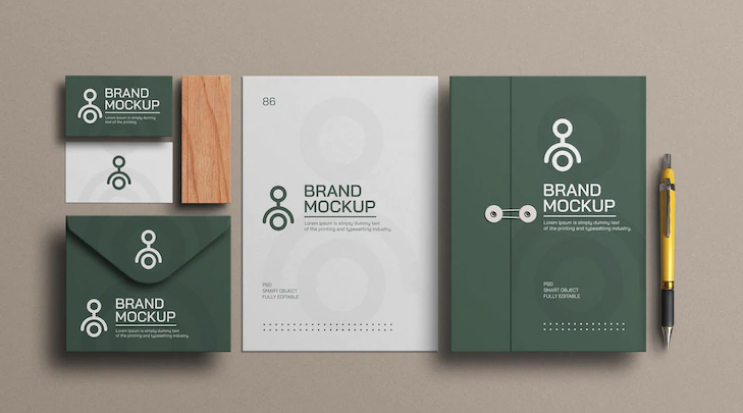 BRAND
MOCKUP
Lorem Ipsum is simply dummy
text of the printing
BRAND
MOCKUP
Lorem Ipsum is simply dummy text
of the printing and typesetting industry.
86
BRAND
MOCKUP
Lorem Ipsum is simply dummy text
of the printing and typesetting industry.
PSD
SMART OBJECT
FULLY EDITABLE
BRAND
MOCKUP
Lorem Ipsum is simply dummy text
of the printing and typesetting industry.
PSD
SMART OBJECT
FULLY EDITABLE